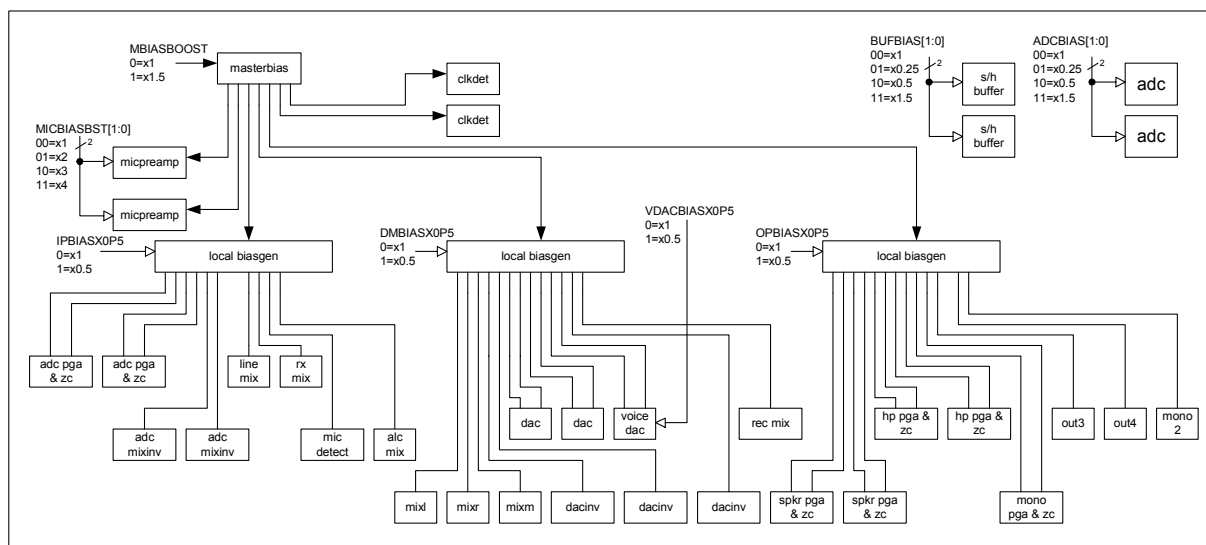 MBIASBOOST
0=x1
1=x1.5
masterbias
clkdet
clkdet
BUFBIAS[1:0]
00=x1
01=x0.25
10=x0.5
11=x1.5
2
s/h
buffer
s/h
buffer
ADCBIAS[1:0]
00=x1
01=x0.25
10=x0.5
11=x1.5
2
adc
adc
MICBIASBST[1:0]
00=x1
01=x2
10=x3
11=x4
2
micpreamp
micpreamp
IPBIASX0P5
0=x1
1=x0.5
local biasgen
DMBIASX0P5
0=x1
1=x0.5
local biasgen
VDACBIASX0P5
0=x1
1=x0.5
OPBIASX0P5
0=x1
1=x0.5
local biasgen
adc pga
& zc
adc pga
& zc
line
mix
rx
mix
adc
mixinv
adc
mixinv
mic
detect
alc
mix
dac
dac
voice
dac
rec mix
mixl
mixr
mixm
dacinv
dacinv
dacinv
hp pga &
zc
hp pga &
zc
out3
out4
mono
2
spkr pga
& zc
spkr pga
& zc
mono
pga & zc